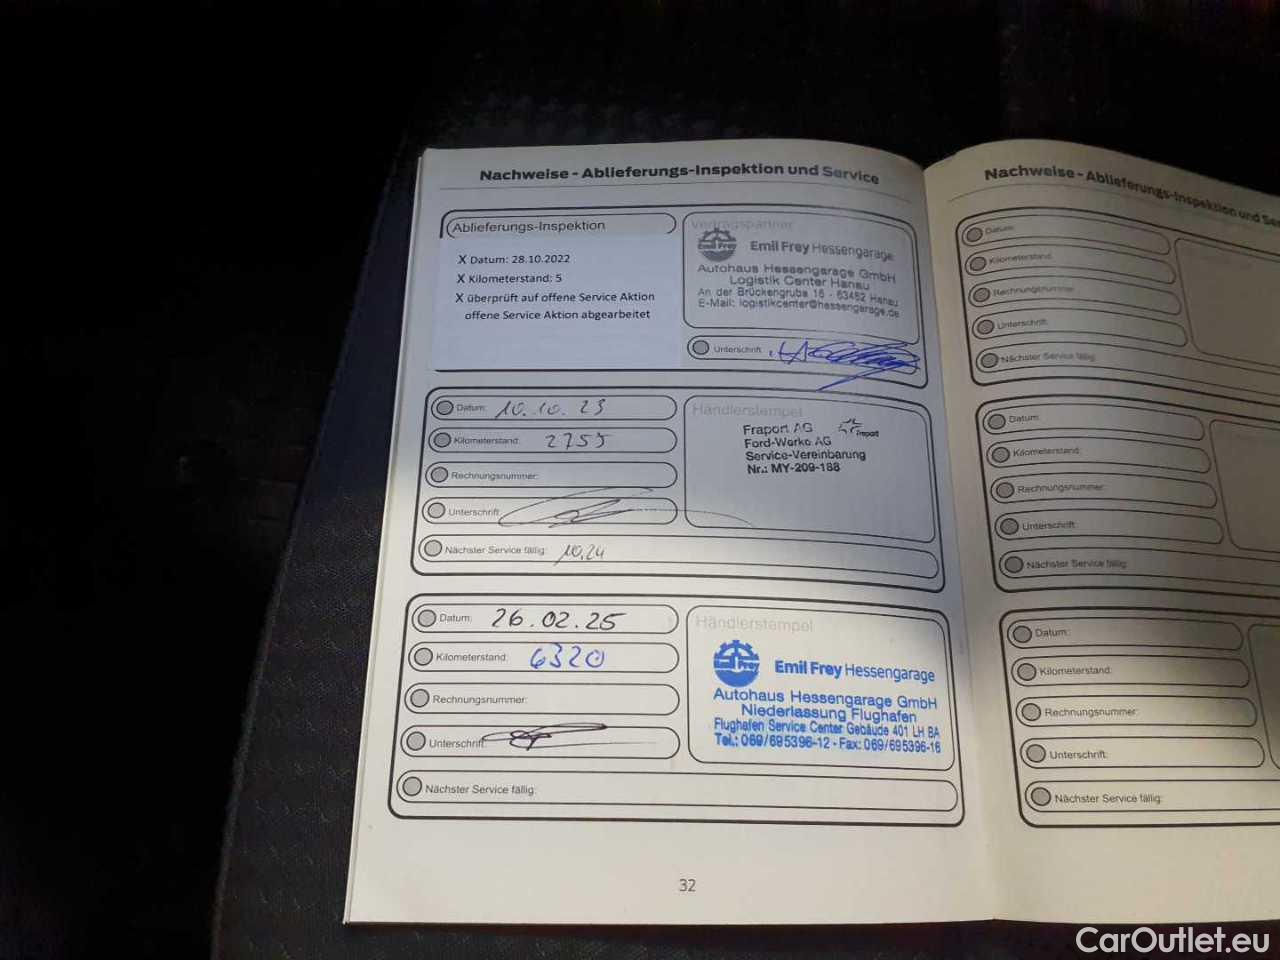 Nachweise - Ablieferungs-Inspektion und Service
Ablieferungs-Inspektion
X Datum: 28.10.2022
X Kilometerstand: 5
X überprüft auf offene Service Aktion
offene Service Aktion abgearbeitet
Vertragspartner
Emil Frey Hessengarage
Autohaus Hessengarage GmbH
Logistik Center Hanau
An der Brückengrube 16 - 63452 Hanau
E-Mail: logistikcenter@hessengarage.de
Unterschrift:
Datum: 10.10.23
Kilometerstand: 2755
Rechnungsnummer:
Unterschrift:
Nächster Service fällig: 10.24
Händlerstempel
Fraport AG Fraport
Ford-Werke AG
Service-Vereinbarung
Nr.: MY-209-188
Datum: 26.02.25
Kilometerstand: 6320
Rechnungsnummer:
Unterschrift:
Nächster Service fällig:
Händlerstempel
Emil Frey
Emil Frey Hessengarage
Autohaus Hessengarage GmbH
Niederlassung Flughafen
Flughafen Service Center Gebäude 401 LH BA
Tel.: 069/695396-12 - Fax: 069/695396-16
32
Nachweise - Ablieferungs-Inspektion und Se
Datum:
Kilometerstand:
Rechnungsnummer:
Unterschrift:
Nächster Service fällig:
Datum:
Kilometerstand:
Rechnungsnummer:
Unterschrift:
Nächster Service fällig:
Datum:
Kilometerstand:
Rechnungsnummer:
Unterschrift:
Nächster Service fällig:
CarOutlet.eu